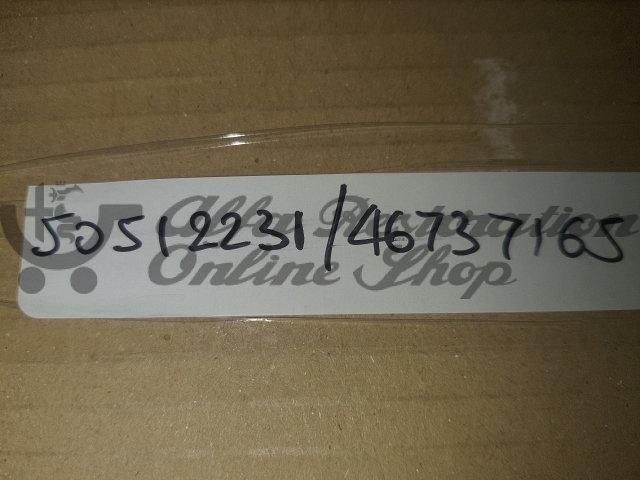 50512231/46737165
Alfa Restoration
Online Shop